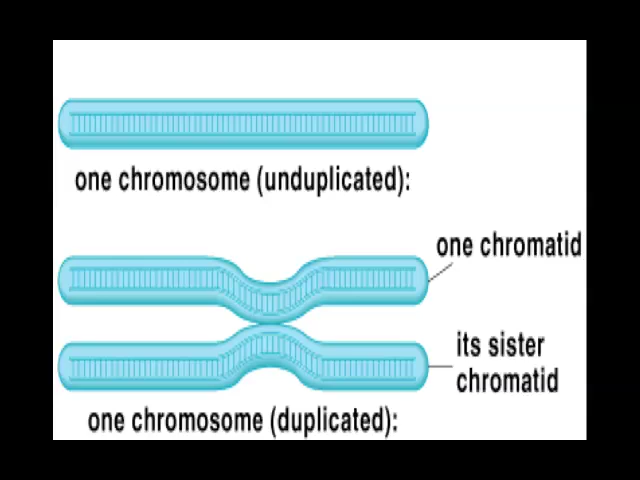 one chromosome (unduplicated):
one chromatid
its sister
chromatid
one chromosome (duplicated):